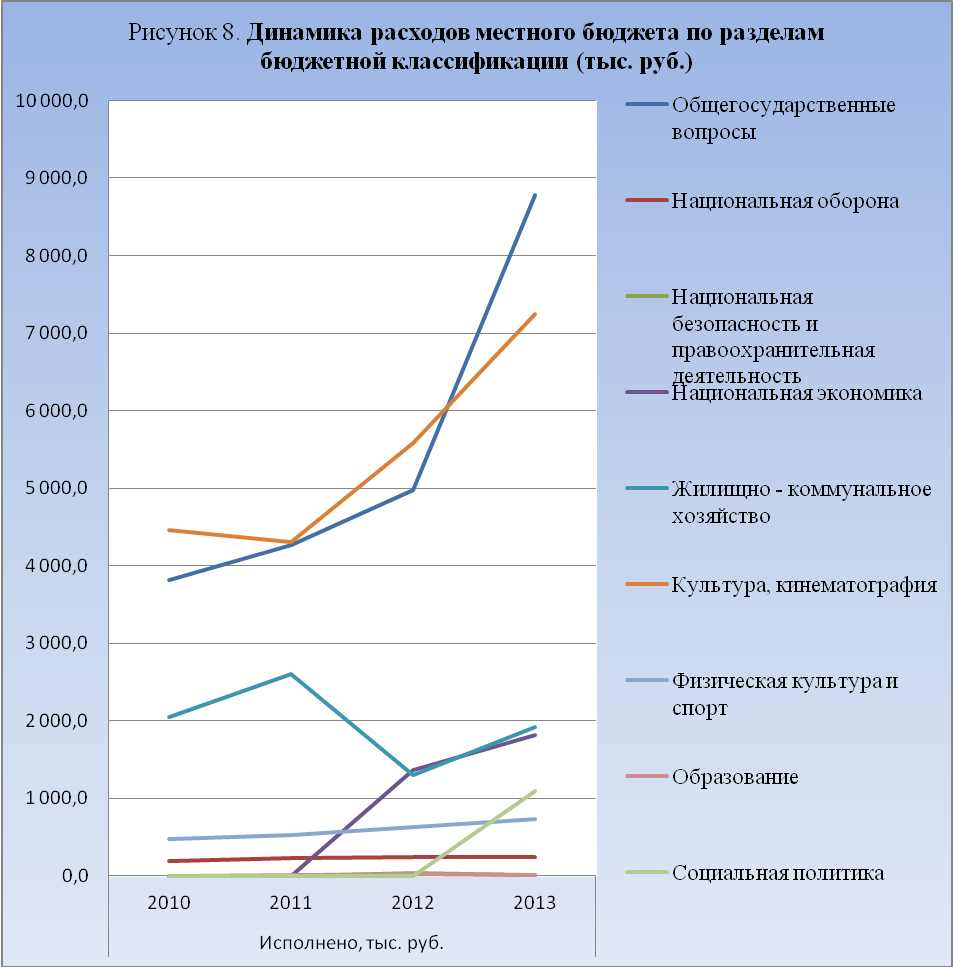 Рисунок 8. Динамика расходов местного бюджета по разделам
бюджетной классификации (тыс. руб.)
10 000,0
9 000,0
8 000,0
7 000,0
6 000,0
5 000,0
4 000,0
3 000,0
2 000,0
1 000,0
0,0
2010
2011
2012
2013
Исполнено, тыс. руб.
Общегосударственные
вопросы
Национальная оборона
Национальная
безопасность и
правоохранительная
деятельность
Национальная экономика
Жилищно - коммунальное
хозяйство
Культура, кинематография
Физическая культура и
спорт
Образование
Социальная политика